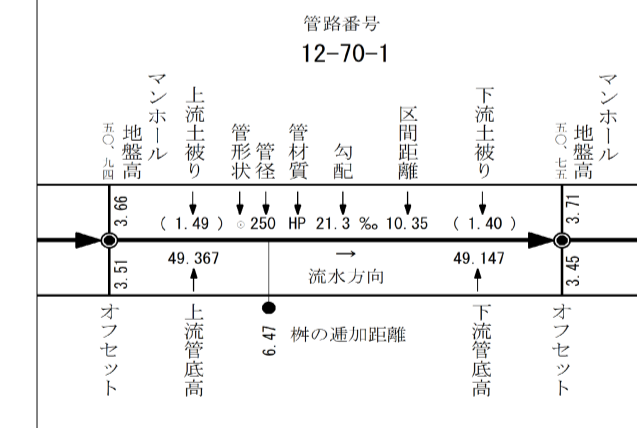 管路番号
12-70-1
マンホール
地盤高
五〇、九四
上流土被り
管形状
管径
管材質
勾配
区間距離
下流土被り
マンホール
地盤高
五〇、七五
3.66
( 1.49 ) ◎ 250 HP 21.3 ‰ 10.35 ( 1.40 )
3.71
3.51
49.367
→
流水方向
49.147
3.45
オフセット
上流管底高
6.47
桝の逓加距離
下流管底高
オフセット